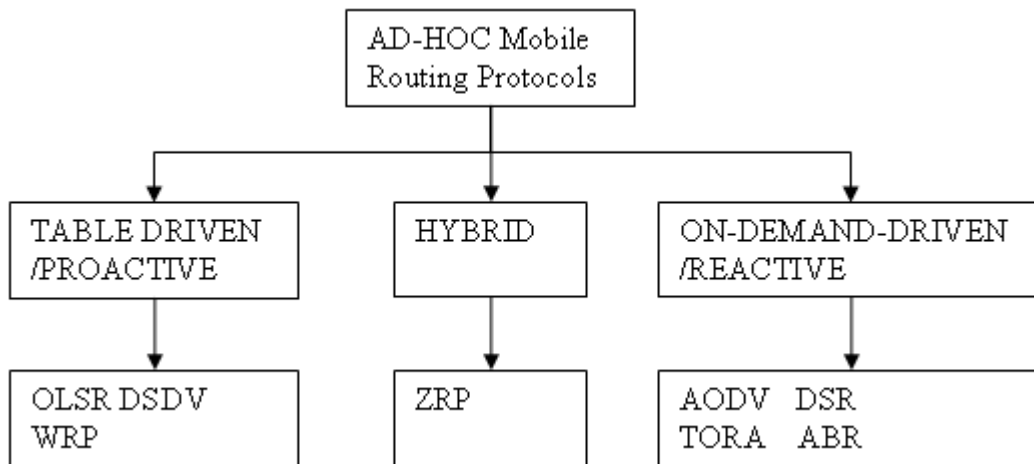 AD-HOC Mobile
Routing Protocols
TABLE DRIVEN
/PROACTIVE
HYBRID
ON-DEMAND-DRIVEN
/REACTIVE
OLSR DSDV
WRP
ZRP
AODV DSR
TORA ABR